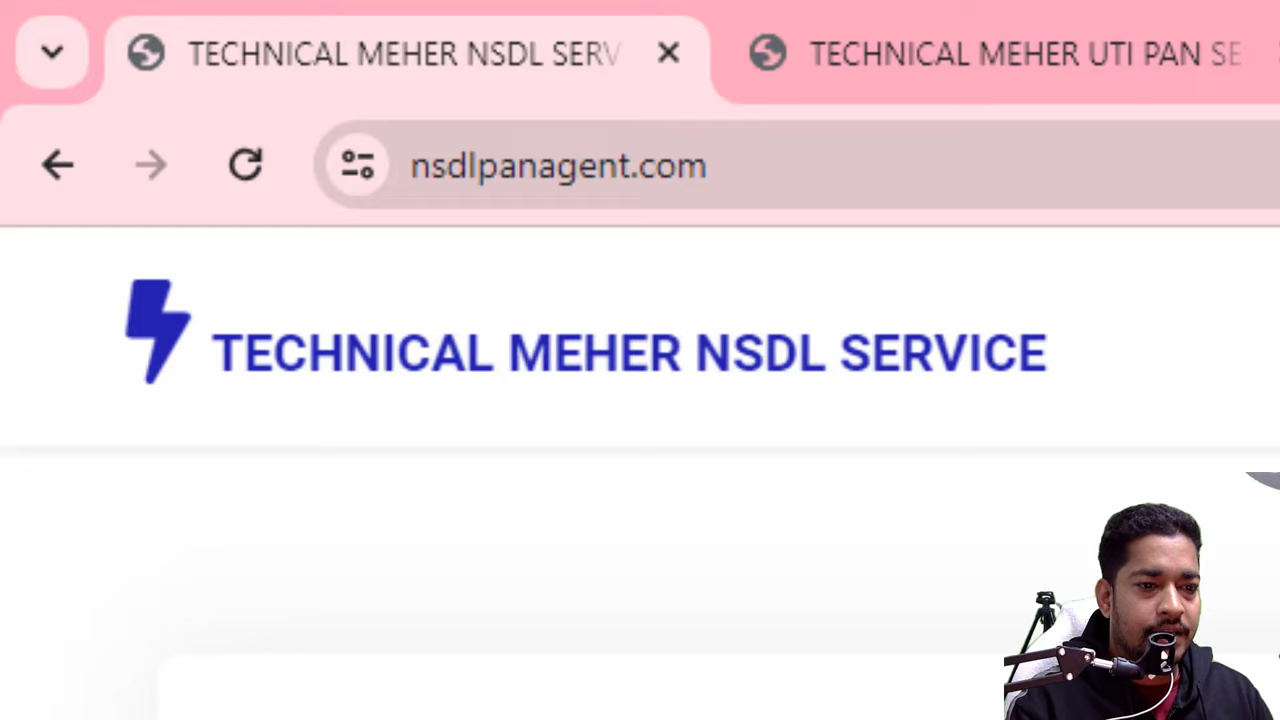 TECHNICAL MEHER NSDL SERV
TECHNICAL MEHER UTI PAN SE
nsdlpanagent.com
TECHNICAL MEHER NSDL SERVICE